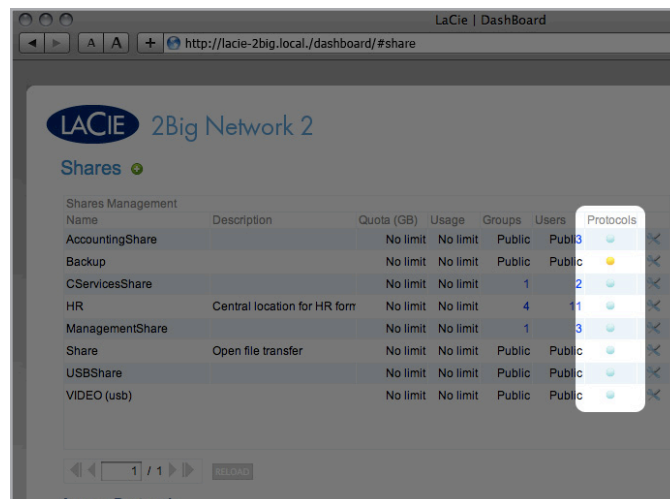 LaCie | DashBoard
A A + http://lacie-2big.local./dashboard/#share
LACIE 2Big Network 2
Shares
Shares Management
Name Description Quota (GB) Usage Groups Users Protocols
AccountingShare No limit No limit Public Publi3
Backup No limit No limit Public Public
CServicesShare No limit No limit 1 2
HR Central location for HR form No limit No limit 4 11
ManagementShare No limit No limit 1 3
Share Open file transfer No limit No limit Public Public
USBShare No limit No limit Public Public
VIDEO (usb) No limit No limit Public Public
1 / 1 RELOAD